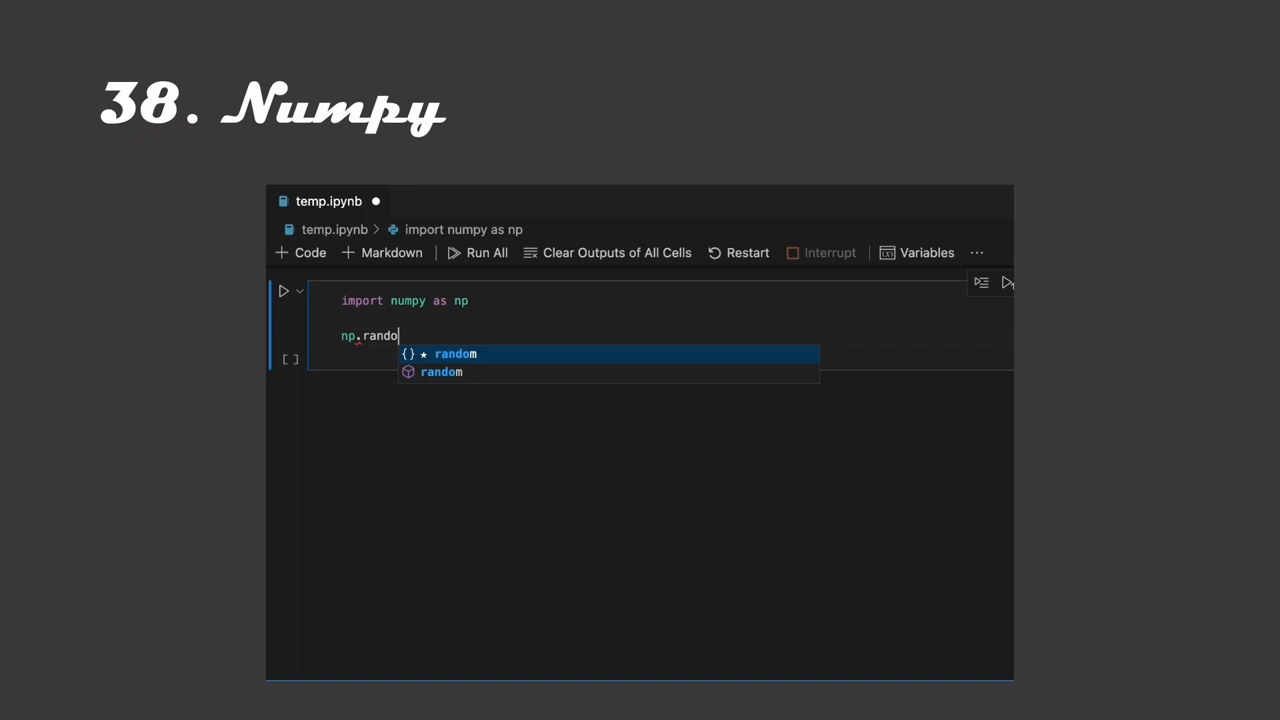 38. Numpy
temp.ipynb
temp.ipynb > import numpy as np
+ Code + Markdown | Run All Clear Outputs of All Cells Restart Interrupt | Variables ...
import numpy as np
np.rando
[ ]
{} ★ random
random